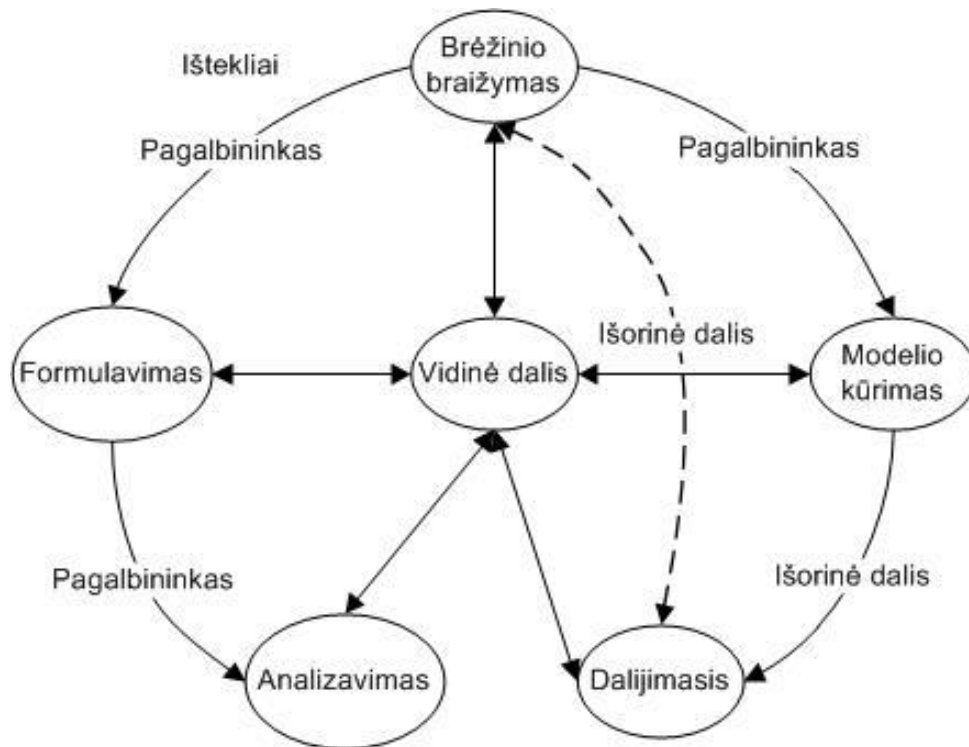 Brėžinio
braižymas
Ištekliai
Pagalbininkas
Pagalbininkas
Išorinė dalis
Formulavimas
Vidinė dalis
Modelio
kūrimas
Pagalbininkas
Išorinė dalis
Analizavimas
Dalijimasis